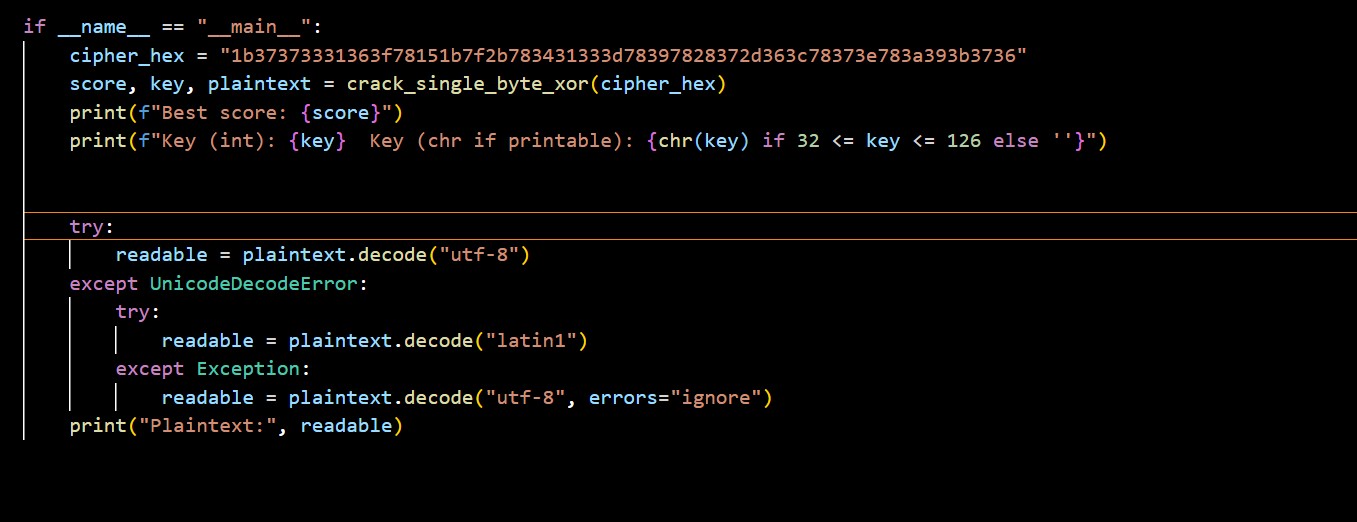 if __name__ == "__main__":
    cipher_hex = "1b37373331363f78151b7f2b783431333d78397828372d363c78373e783a393b3736"
    score, key, plaintext = crack_single_byte_xor(cipher_hex)
    print(f"Best score: {score}")
    print(f"Key (int): {key}  Key (chr if printable): {chr(key) if 32 <= key <= 126 else ''}")
    try:
        readable = plaintext.decode("utf-8")
    except UnicodeDecodeError:
        try:
            readable = plaintext.decode("latin1")
        except Exception:
            readable = plaintext.decode("utf-8", errors="ignore")
    print("Plaintext:", readable)